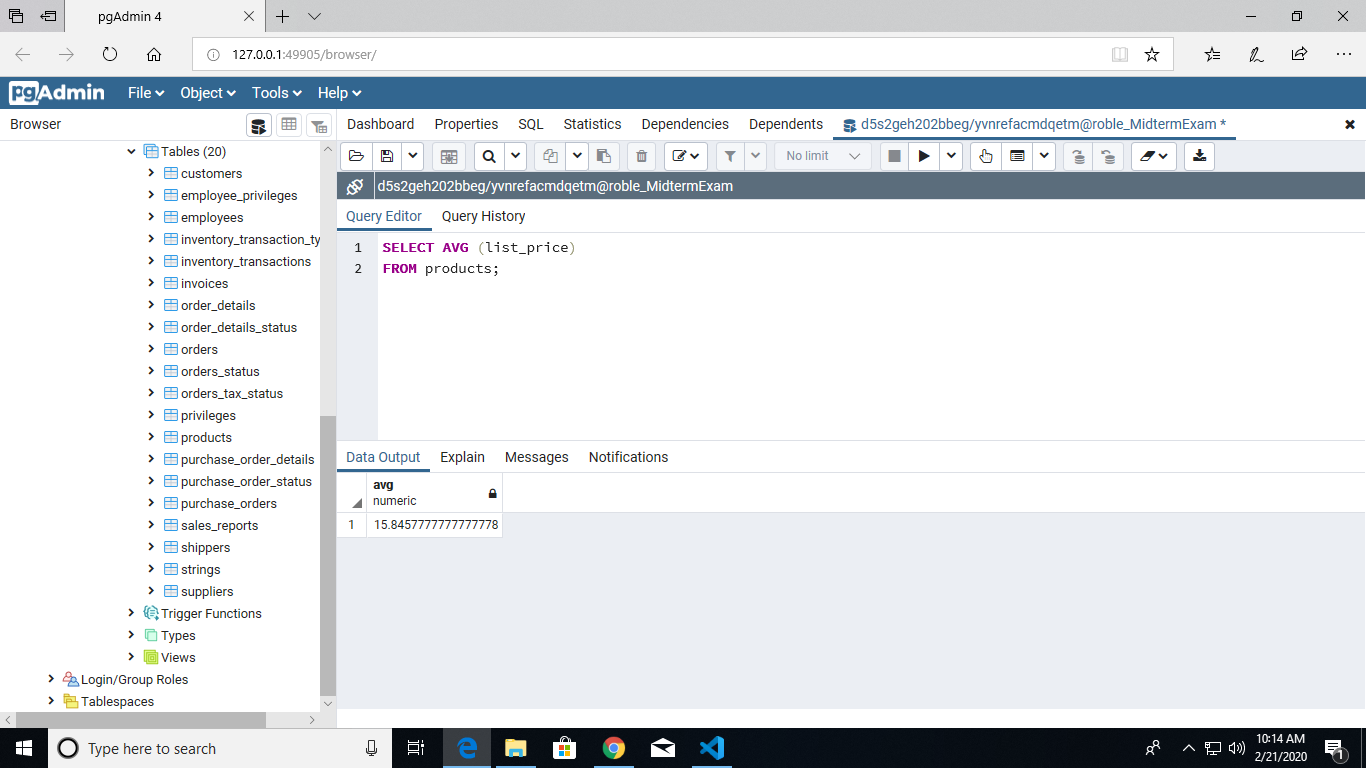 pgAdmin 4
127.0.0.1:49905/browser/
pgAdmin File Object Tools Help
Browser
Dashboard Properties SQL Statistics Dependencies Dependents d5s2geh202bbeg/yvnrefacmdqetm@roble_MidtermExam *
Tables (20)
customers
employee_privileges
employees
inventory_transaction_ty
inventory_transactions
invoices
order_details
order_details_status
orders
orders_status
orders_tax_status
privileges
products
purchase_order_details
purchase_order_status
purchase_orders
sales_reports
shippers
strings
suppliers
Trigger Functions
Types
Views
Login/Group Roles
Tablespaces
No limit
d5s2geh202bbeg/yvnrefacmdqetm@roble_MidtermExam
Query Editor Query History
1 SELECT AVG (list_price)
2 FROM products;
Data Output Explain Messages Notifications
avg
numeric
1 15.8457777777777778
Type here to search
10:14 AM
2/21/2020
1